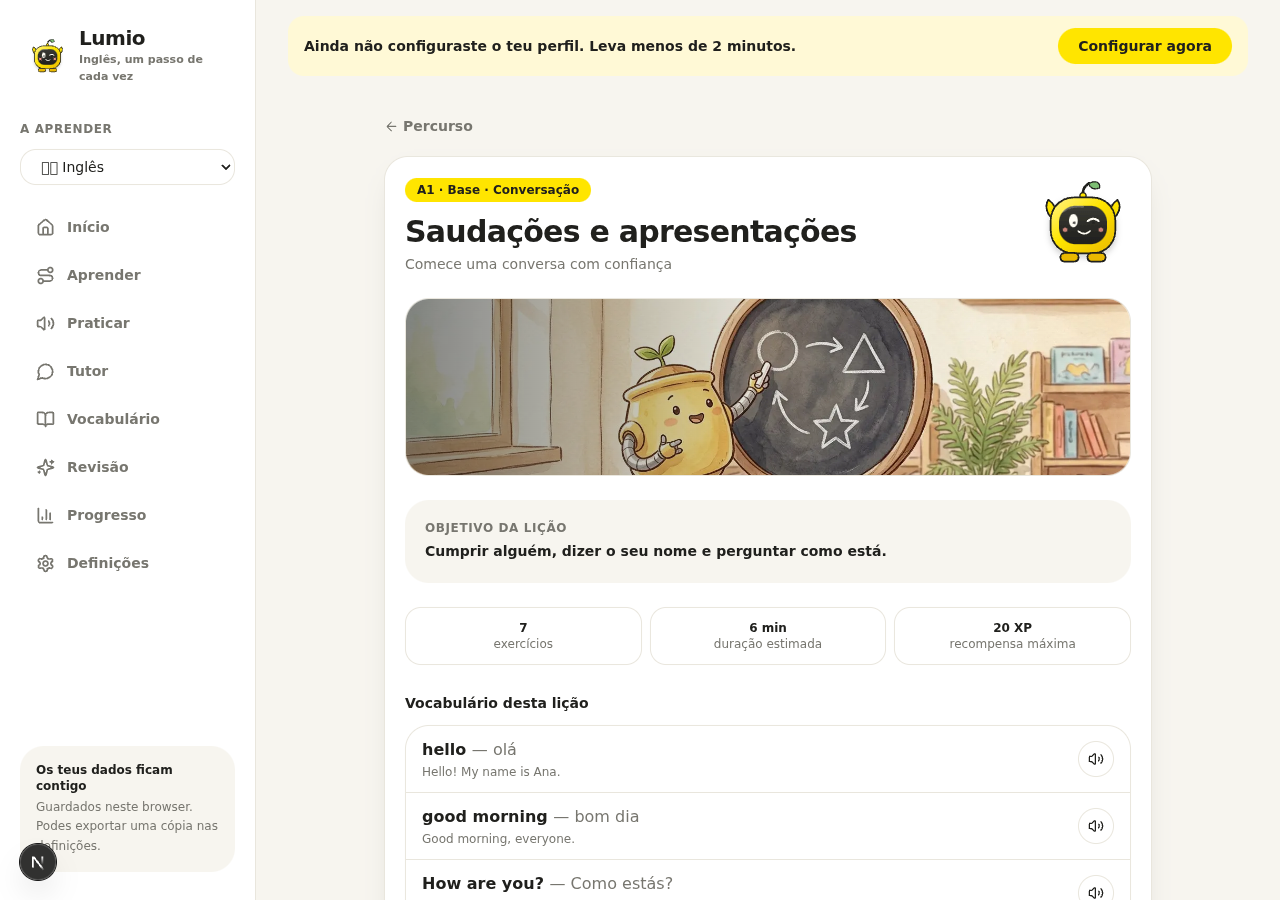 Lumio
Inglês, um passo de
cada vez
A APRENDER
Inglês
Início
Aprender
Praticar
Tutor
Vocabulário
Revisão
Progresso
Definições
Os teus dados ficam
contigo
Guardados neste browser.
Podes exportar uma cópia nas
definições.
N
Ainda não configuraste o teu perfil. Leva menos de 2 minutos.
Configurar agora
← Percurso
A1 · Base · Conversação
Saudações e apresentações
Comece uma conversa com confiança
OBJETIVO DA LIÇÃO
Cumprir alguém, dizer o seu nome e perguntar como está.
7
exercícios
6 min
duração estimada
20 XP
recompensa máxima
Vocabulário desta lição
hello — olá
Hello! My name is Ana.
good morning — bom dia
Good morning, everyone.
How are you? — Como estás?